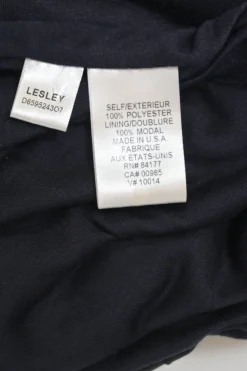 LESLEY
D6595243D7
SELF/EXTERIEUR
100% POLYESTER
LINING/DOUBLURE
100% MODAL
MADE IN U.S.A
FABRIQUE
AUX ETATS-UNIS
RN# 84177
CA# 00985
V# 10014